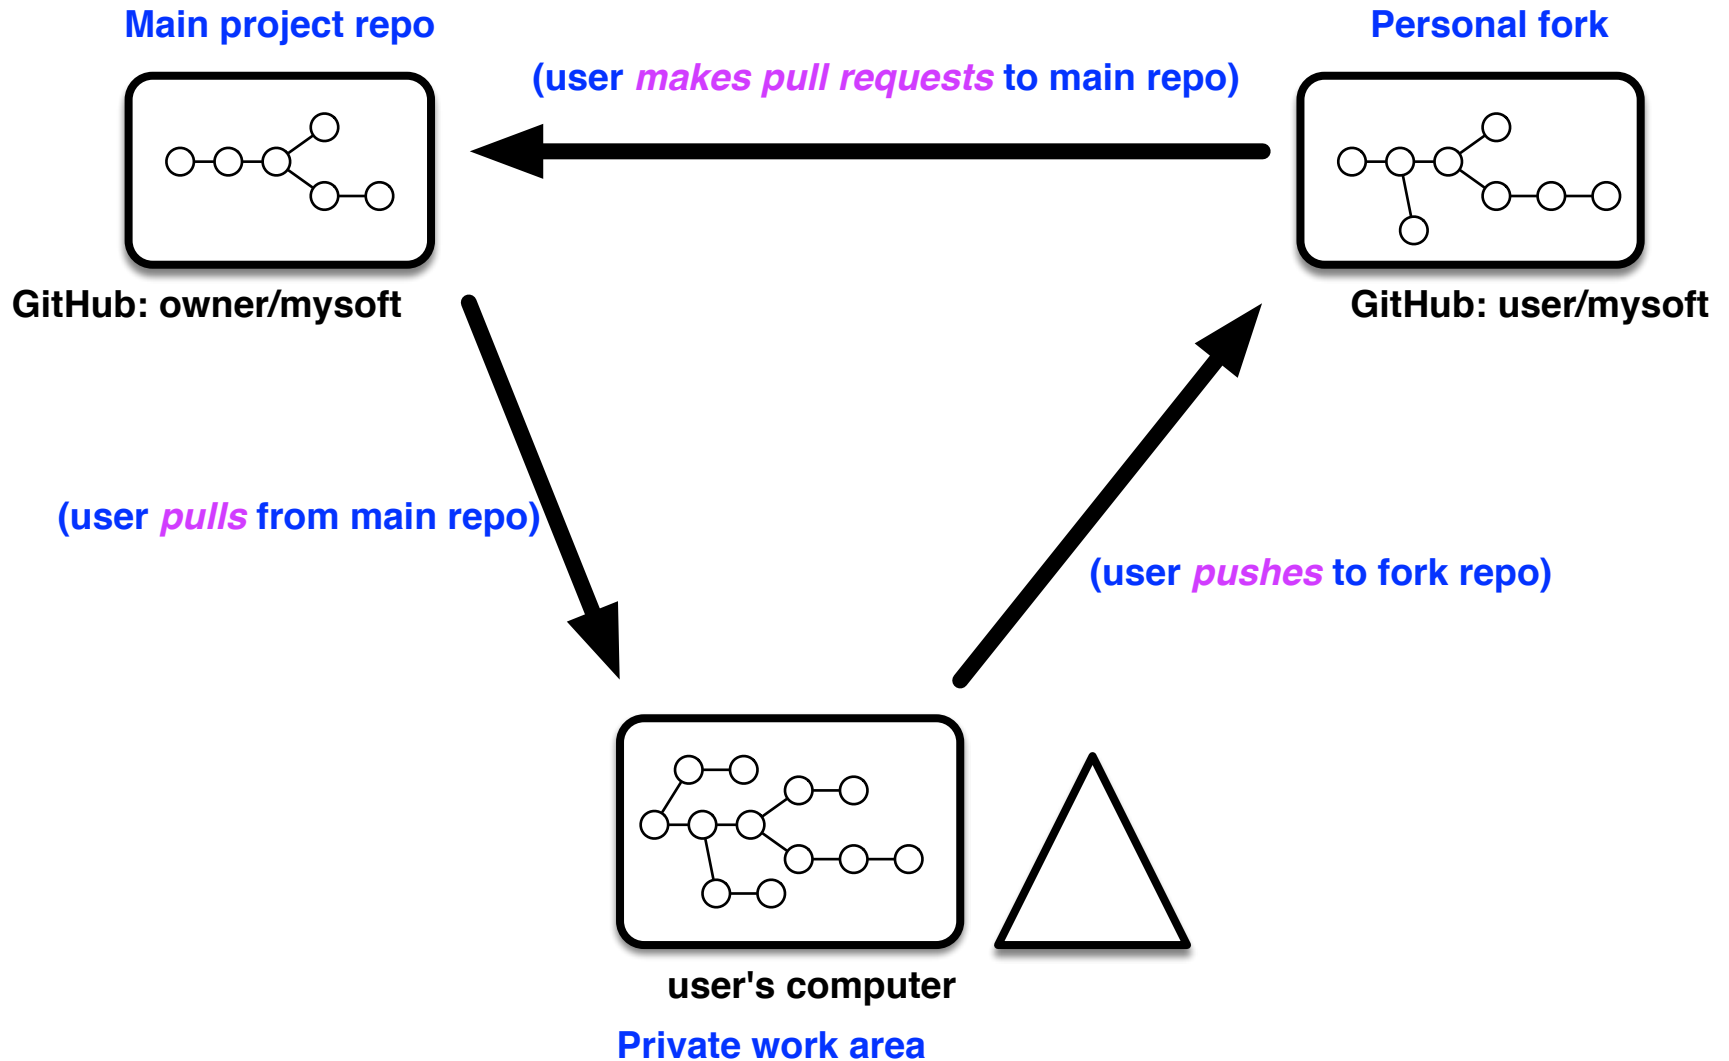 Main project repo
Personal fork
(user makes pull requests to main repo)
GitHub: owner/mysoft
GitHub: user/mysoft
(user pulls from main repo)
(user pushes to fork repo)
user's computer
Private work area